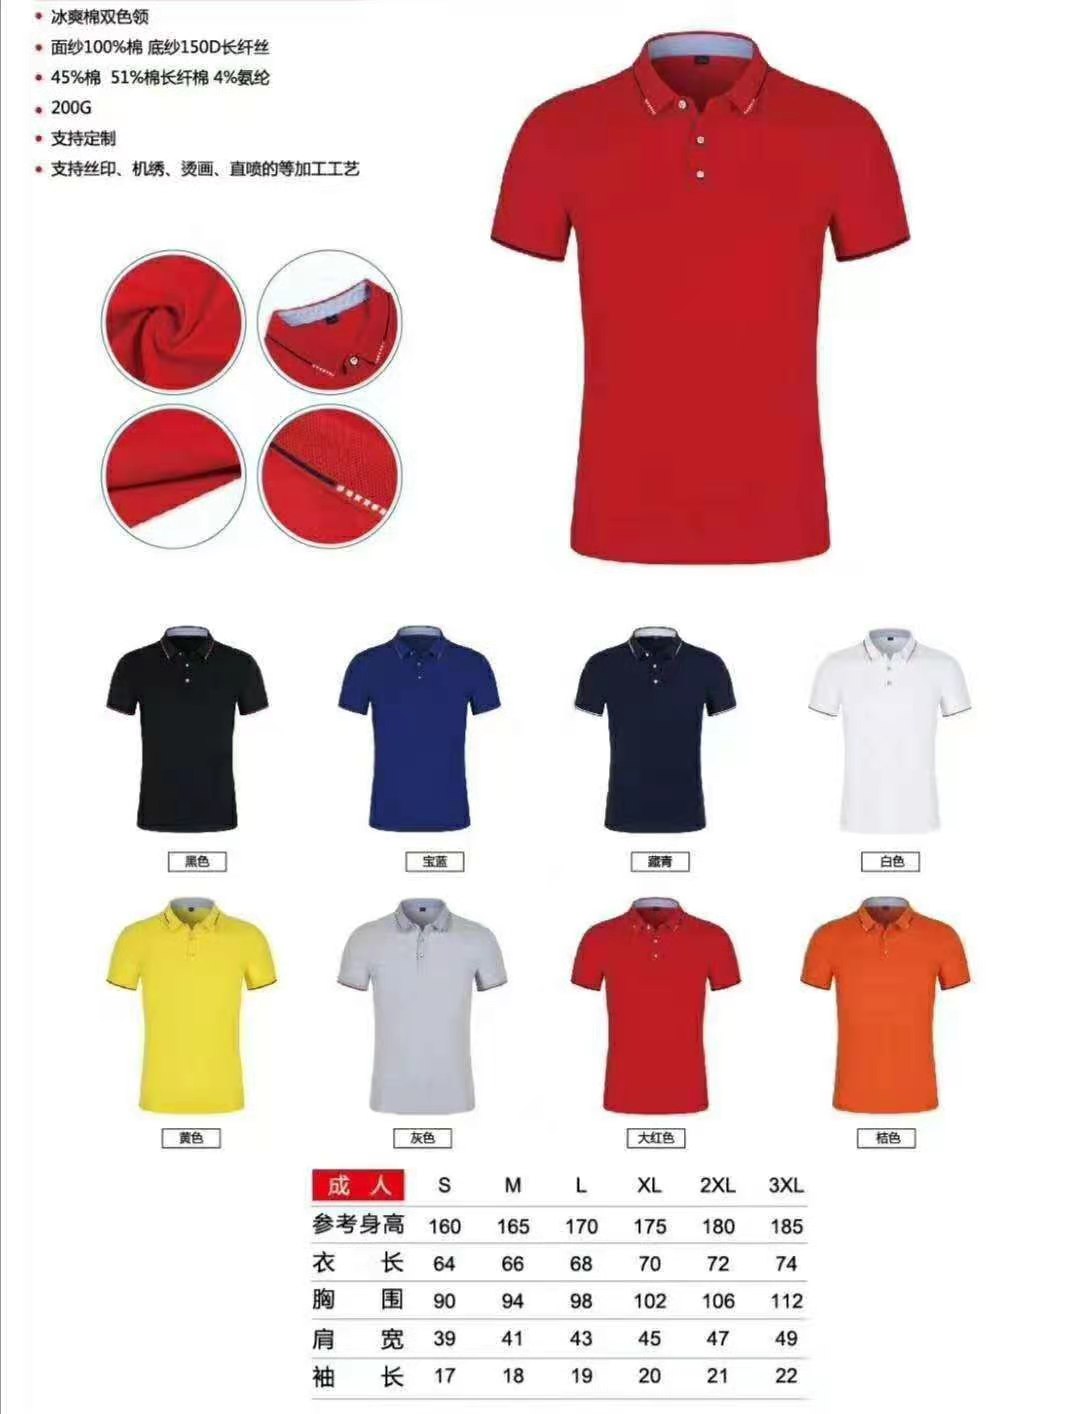 冰爽棉双色领
面纱100%棉 底纱150D长纤丝
45%棉 51%棉长纤棉 4%氨纶
200G
支持定制
支持丝印、机绣、烫画、直喷的等加工工艺
黑色 宝蓝 藏青 白色
黄色 灰色 大红色 桔色
成人 S M L XL 2XL 3XL
参考身高 160 165 170 175 180 185
衣长 64 66 68 70 72 74
胸围 90 94 98 102 106 112
肩宽 39 41 43 45 47 49
袖长 17 18 19 20 21 22